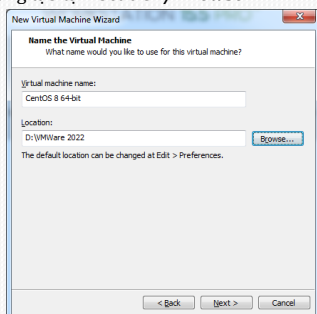 New Virtual Machine Wizard
Name the Virtual Machine
What name would you like to use for this virtual machine?
Virtual machine name:
CentOS 8 64-bit
Location:
D:\VMWare 2022
Browse...
The default location can be changed at Edit > Preferences.
< Back Next > Cancel